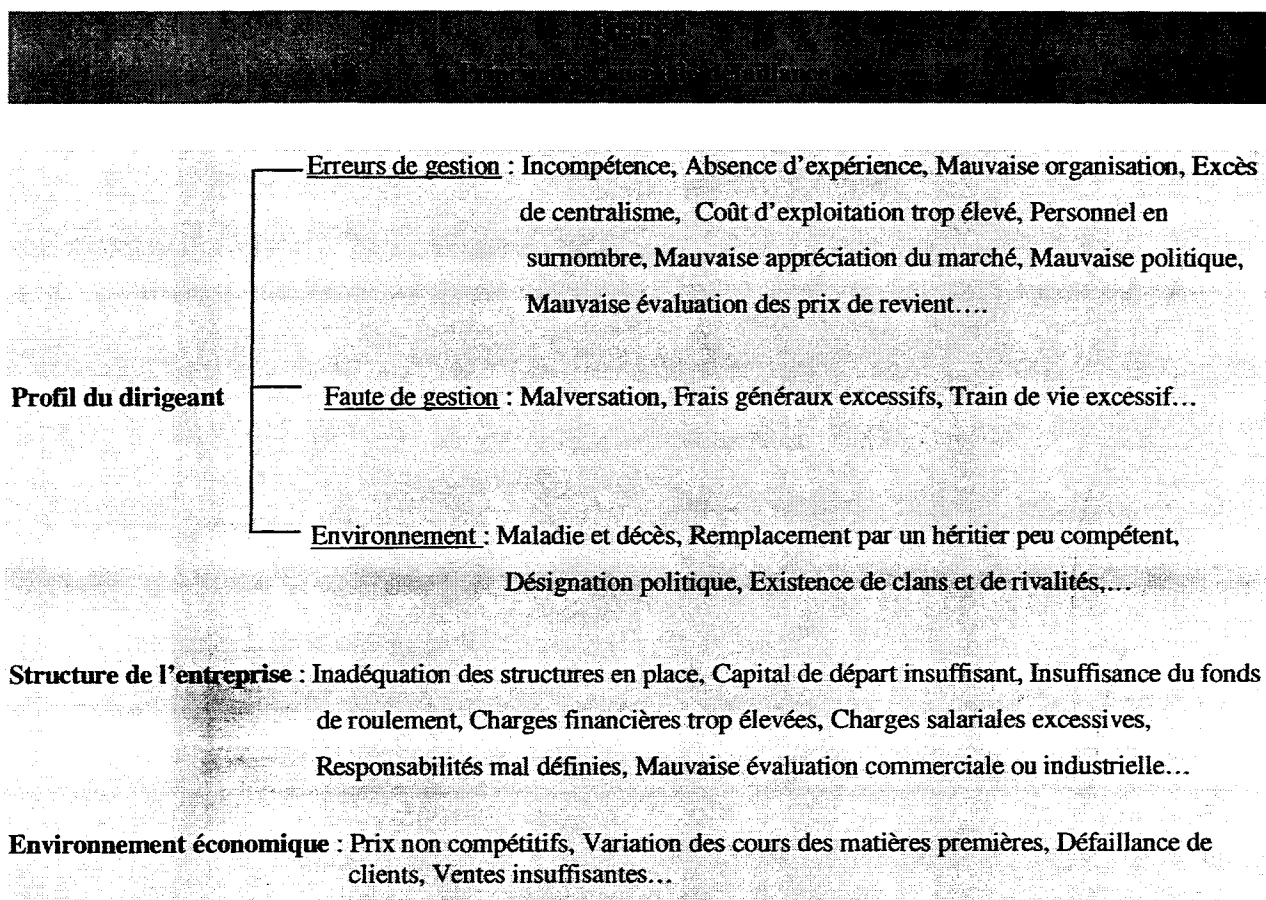 Erreurs de gestion : Incompétence, Absence d'expérience, Mauvaise organisation, Excès
de centralisme, Coût d'exploitation trop élevé, Personnel en
surnombre, Mauvaise appréciation du marché, Mauvaise politique,
Mauvaise évaluation des prix de revient....
Profil du dirigeant
Faute de gestion : Malversation, Frais généraux excessifs, Train de vie excessif...
Environnement : Maladie et décès, Remplacement par un héritier peu compétent,
Désignation politique, Existence de clans et de rivalités,...
Structure de l'entreprise : Inadéquation des structures en place, Capital de départ insuffisant, Insuffisance du fonds
de roulement, Charges financières trop élevées, Charges salariales excessives,
Responsabilités mal définies, Mauvaise évaluation commerciale ou industrielle...
Environnement économique : Prix non compétitifs, Variation des cours des matières premières, Défaillance de
clients, Ventes insuffisantes...